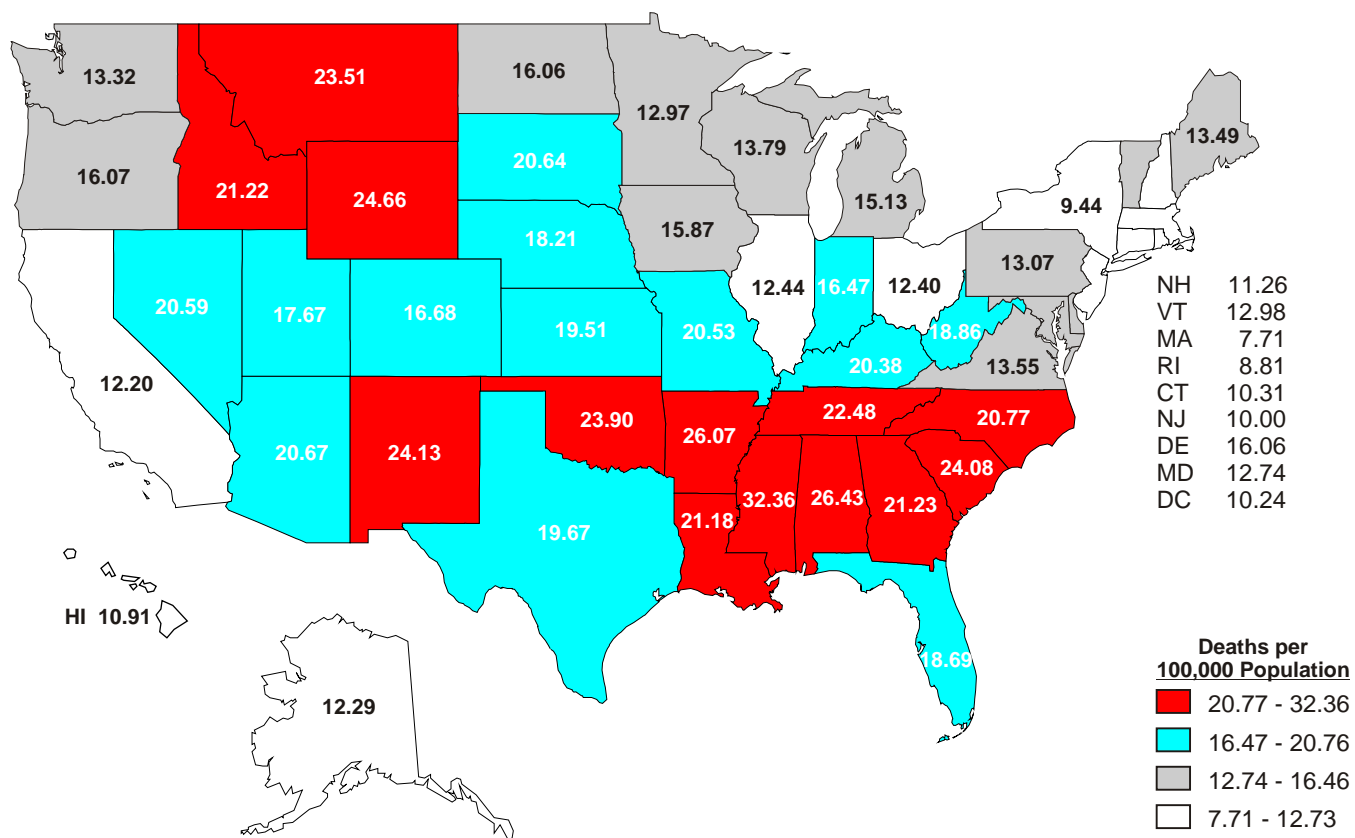 13.32
23.51
16.06
12.97
13.49
16.07
21.22
24.66
20.64
13.79
15.13
9.44
18.21
15.87
13.07
20.59
17.67
16.68
19.51
20.53
12.44
16.47
12.40
18.86
20.38
13.55
12.20
20.67
24.13
23.90
26.07
22.48
20.77
24.08
19.67
21.18
32.36
26.43
21.23
18.69
HI 10.91
12.29
NH 11.26
VT 12.98
MA 7.71
RI 8.81
CT 10.31
NJ 10.00
DE 16.06
MD 12.74
DC 10.24
Deaths per
100,000 Population
20.77 - 32.36
16.47 - 20.76
12.74 - 16.46
7.71 - 12.73